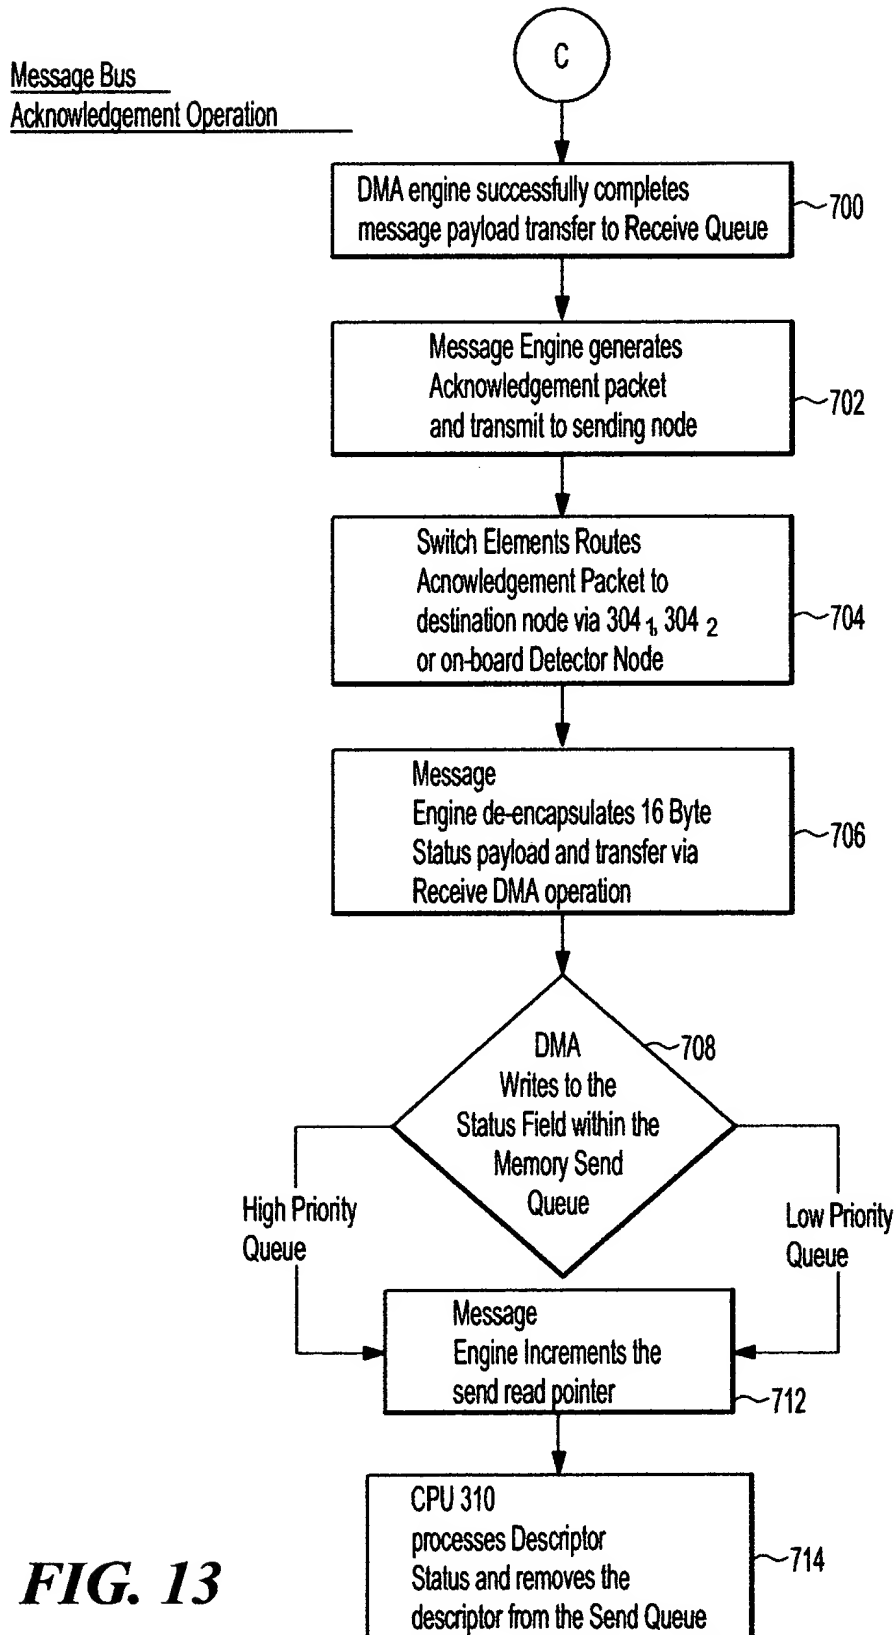 C
Message Bus
Acknowledgement Operation
DMA engine successfully completes
message payload transfer to Receive Queue
700
Message Engine generates
Acknowledgement packet
and transmit to sending node
702
Switch Elements Routes
Acnowledgement Packet to
destination node via 304 1, 304 2
or on-board Detector Node
704
Message
Engine de-encapsulates 16 Byte
Status payload and transfer via
Receive DMA operation
706
DMA
Writes to the
Status Field within the
Memory Send
Queue
708
High Priority
Queue
Low Priority
Queue
Message
Engine Increments the
send read pointer
712
CPU 310
processes Descriptor
Status and removes the
descriptor from the Send Queue
714
FIG. 13